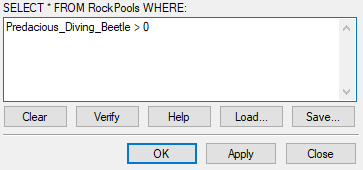 SELECT * FROM RockPools WHERE:
Predacious_Diving_Beetle > 0
Clear Verify Help Load... Save...
OK Apply Close